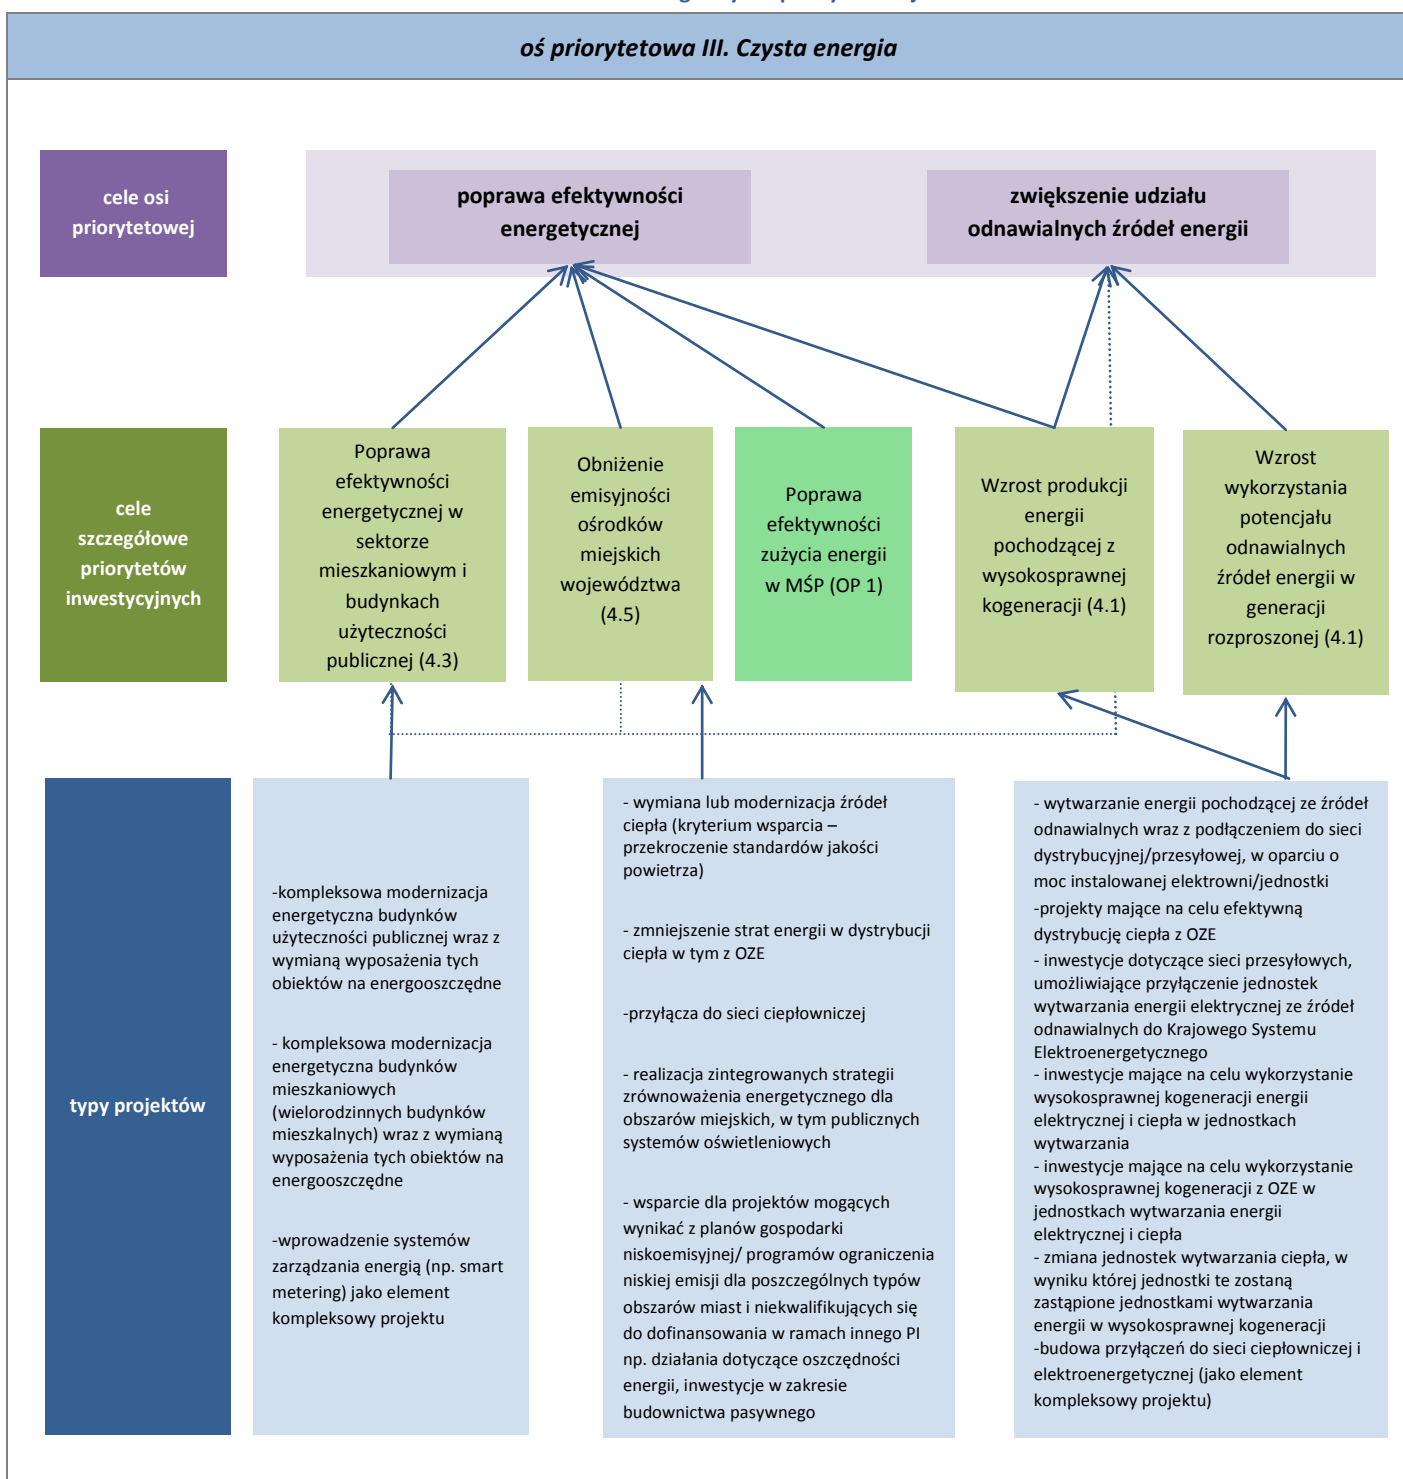 oś priorytetowa III. Czysta energia
cele osi
priorytetowej
poprawa efektywności
energetycznej
zwiększenie udziału
odnawialnych źródeł energii
cele
szczegółowe
priorytetów
inwestycyjnych
Poprawa
efektywności
energetycznej w
sektorze
mieszkaniowym i
budynkach
użyteczności
publicznej (4.3)
Obniżenie
emisyjności
ośrodków
miejskich
województwa
(4.5)
Poprawa
efektywności
zużycia energii
w MŚP (OP 1)
Wzrost produkcji
energii
pochodzącej z
wysokosprawnej
kogeneracji (4.1)
Wzrost
wykorzystania
potencjału
odnawialnych
źródeł energii w
generacji
rozproszonej (4.1)
typy projektów
-kompleksowa modernizacja
energetyczna budynków
użyteczności publicznej wraz z
wymianą wyposażenia tych
obiektów na energooszczędne
- kompleksowa modernizacja
energetyczna budynków
mieszkaniowych
(wielorodzinnych budynków
mieszkalnych) wraz z wymianą
wyposażenia tych obiektów na
energooszczędne
-wprowadzenie systemów
zarządzania energią (np. smart
metering) jako element
kompleksowy projektu
- wymiana lub modernizacja źródeł
ciepła (kryterium wsparcia –
przekroczenie standardów jakości
powietrza)
- zmniejszenie strat energii w dystrybucji
ciepła w tym z OZE
-przyłącza do sieci ciepłowniczej
- realizacja zintegrowanych strategii
zrównoważenia energetycznego dla
obszarów miejskich, w tym publicznych
systemów oświetleniowych
- wsparcie dla projektów mogących
wynikać z planów gospodarki
niskoemisyjnej/ programów ograniczenia
niskiej emisji dla poszczególnych typów
obszarów miast i niekwalifikujących się
do dofinansowania w ramach innego PI
np. działania dotyczące oszczędności
energii, inwestycje w zakresie
budownictwa pasywnego
- wytwarzanie energii pochodzącej ze źródeł
odnawialnych wraz z podłączeniem do sieci
dystrybucyjnej/przesyłowej, w oparciu o
moc instalowanej elektrowni/jednostki
-projekty mające na celu efektywną
dystrybucję ciepła z OZE
- inwestycje dotyczące sieci przesyłowych,
umożliwiające przyłączenie jednostek
wytwarzania energii elektrycznej ze źródeł
odnawialnych do Krajowego Systemu
Elektroenergetycznego
- inwestycje mające na celu wykorzystanie
wysokosprawnej kogeneracji energii
elektrycznej i ciepła w jednostkach
wytwarzania
- inwestycje mające na celu wykorzystanie
wysokosprawnej kogeneracji z OZE w
jednostkach wytwarzania energii
elektrycznej i ciepła
- zmiana jednostek wytwarzania ciepła, w
wyniku której jednostki te zostaną
zastąpione jednostkami wytwarzania
energii w wysokosprawnej kogeneracji
-budowa przyłączeń do sieci ciepłowniczej i
elektroenergetycznej (jako element
kompleksowy projektu)